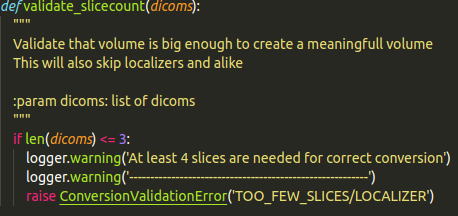 def validate_slicecount(dicoms):
    """
    Validate that volume is big enough to create a meaningfull volume
    This will also skip localizers and alike

    :param dicoms: list of dicoms
    """
    if len(dicoms) <= 3:
        logger.warning('At least 4 slices are needed for correct conversion')
        logger.warning('---------------------------------------------------------')
        raise ConversionValidationError('TOO_FEW_SLICES/LOCALIZER')